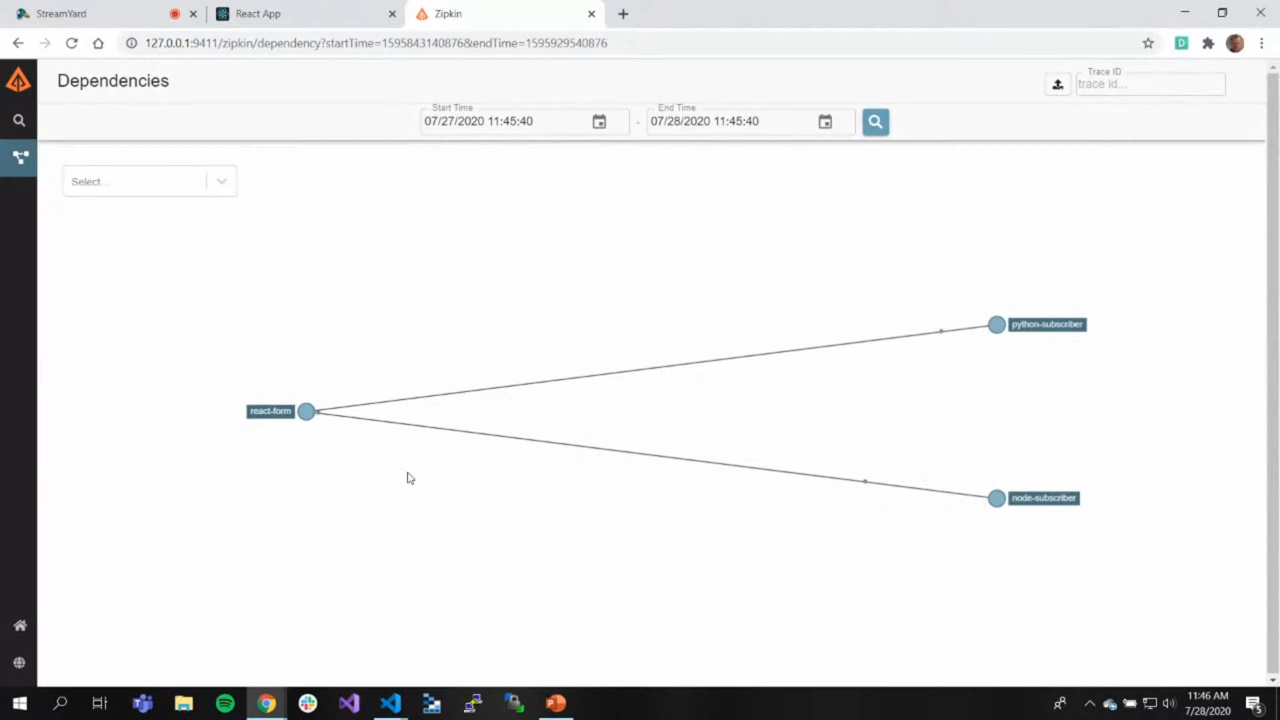 StreamYard
React App
Zipkin
127.0.0.1:9411/zipkin/dependency?startTime=1595843140876&endTime=1595929540876
Dependencies
Trace ID
trace id...
Start Time
07/27/2020 11:45:40
-
End Time
07/28/2020 11:45:40
Select...
python-subscriber
react-form
node-subscriber
11:46 AM
7/28/2020
5